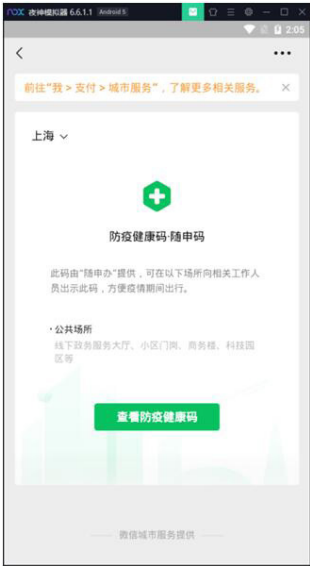 nox 夜神模拟器 6.6.1.1 Android 5
2:05
前往“我 > 支付 > 城市服务”，了解更多相关服务。
上海
防疫健康码·随申码
此码由“随申办”提供，可在以下场所向相关工作人
员出示此码，方便疫情期间出行。
·公共场所
线下政务服务大厅、小区门岗、商务楼、科技园
区等
查看防疫健康码
微信城市服务提供